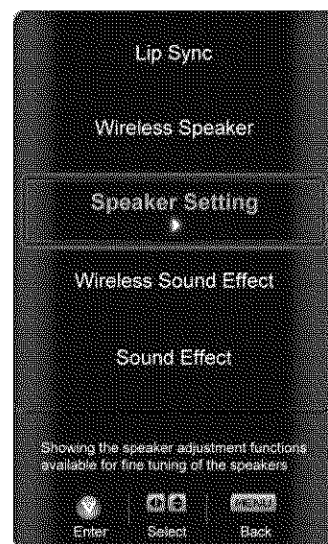 Lip Sync
Wireless Speaker
Speaker Setting
Wireless Sound Effect
Sound Effect
Showing the speaker adjustment functions
available for fine tuning of the speakers
MENU
Enter Select Back